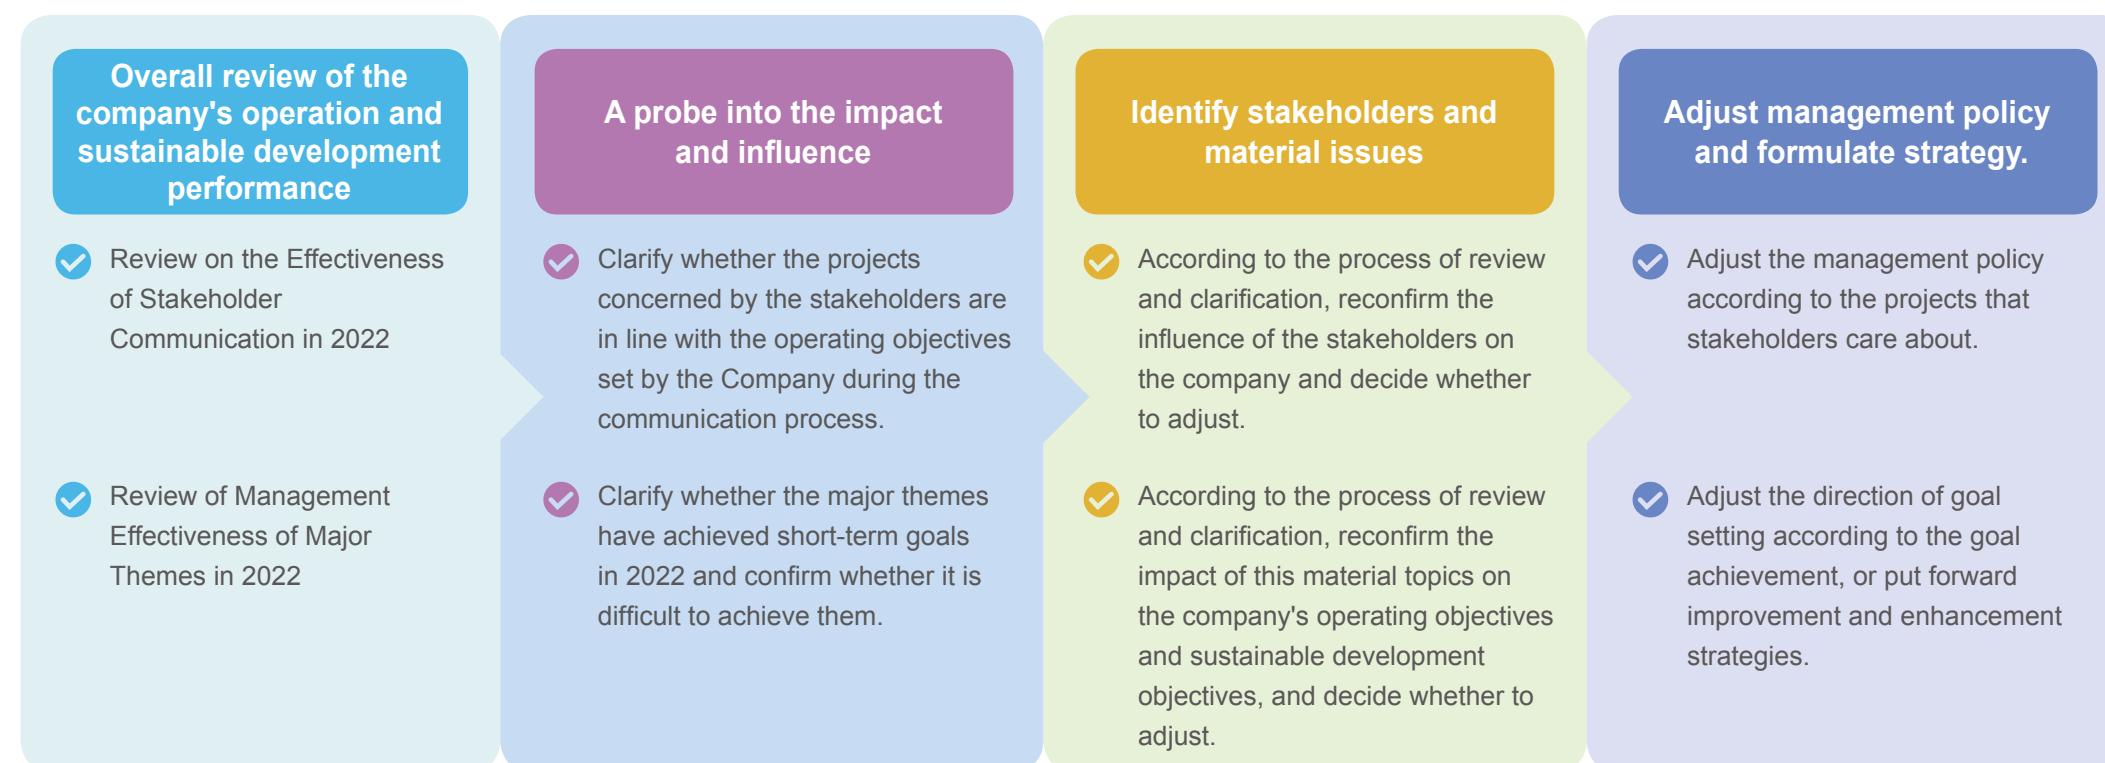 Overall review of the
company's operation and
sustainable development
performance
Review on the Effectiveness
of Stakeholder
Communication in 2022
Review of Management
Effectiveness of Major
Themes in 2022
A probe into the impact
and influence
Clarify whether the projects
concerned by the stakeholders are
in line with the operating objectives
set by the Company during the
communication process.
Clarify whether the major themes
have achieved short-term goals
in 2022 and confirm whether it is
difficult to achieve them.
Identify stakeholders and
material issues
According to the process of review
and clarification, reconfirm the
influence of the stakeholders on
the company and decide whether
to adjust.
According to the process of review
and clarification, reconfirm the
impact of this material topics on
the company's operating objectives
and sustainable development
objectives, and decide whether to
adjust.
Adjust management policy
and formulate strategy.
Adjust the management policy
according to the projects that
stakeholders care about.
Adjust the direction of goal
setting according to the goal
achievement, or put forward
improvement and enhancement
strategies.